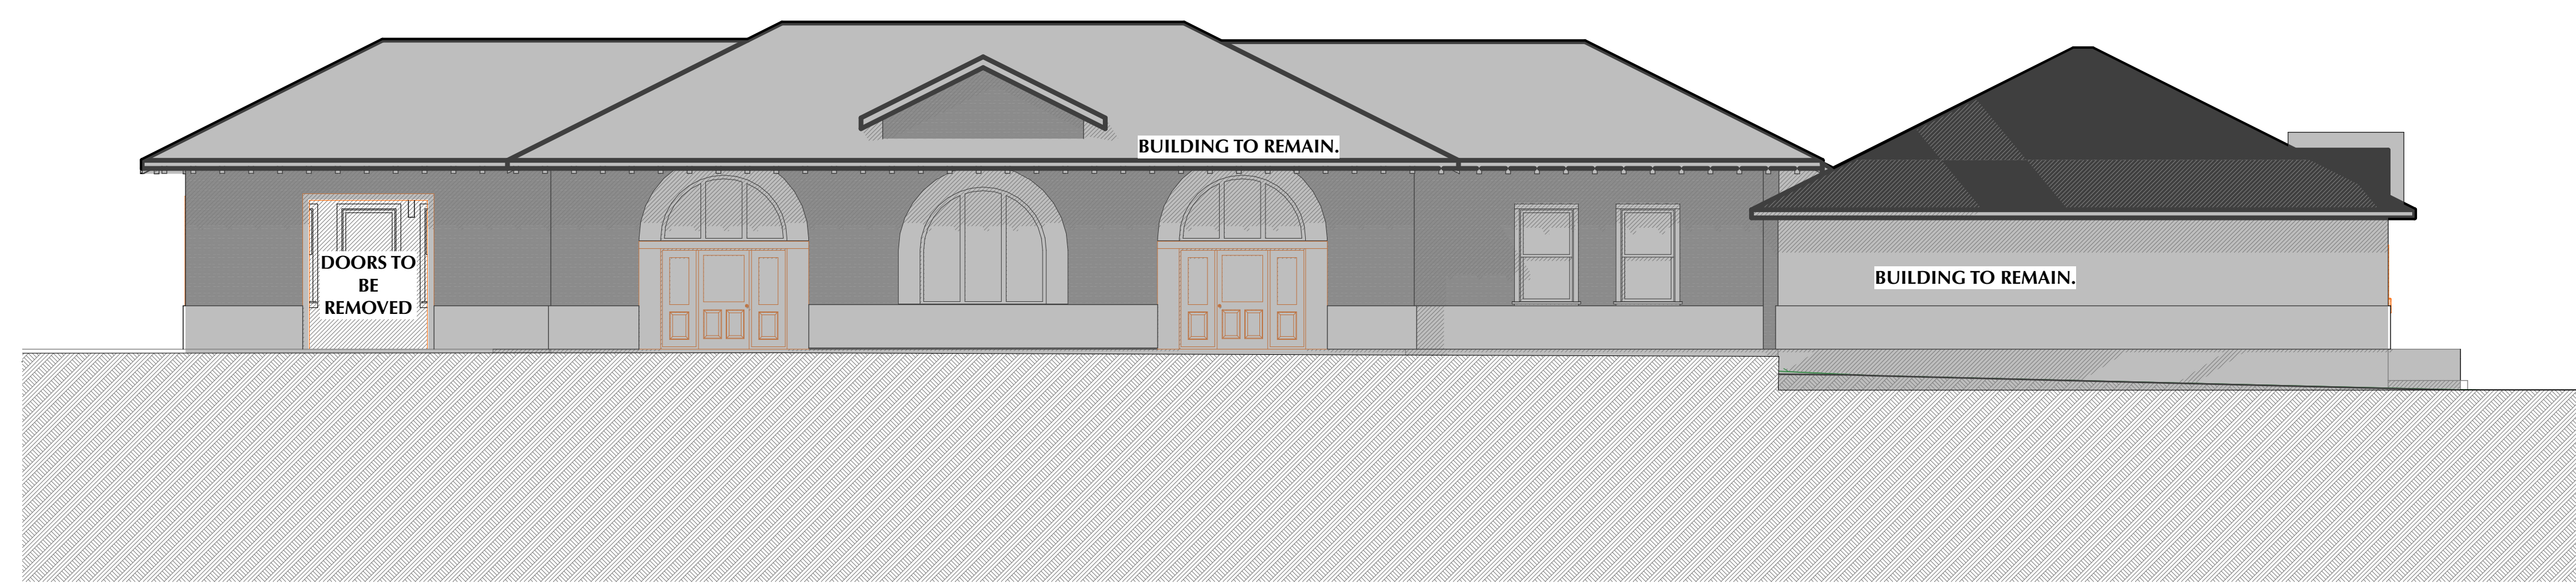 BUILDING TO REMAIN.
DOORS TO
BE
REMOVED
BUILDING TO REMAIN.